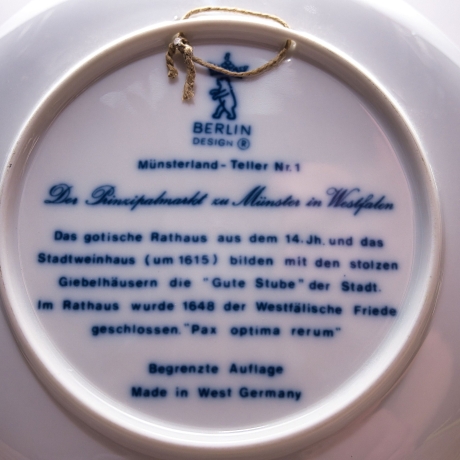 BERLIN
DESIGN ®
Münsterland - Teller Nr. 1
Der Prinzipalmarkt zu Münster in Westfalen
Das gotische Rathaus aus dem 14. Jh. und das
Stadtweinhaus (um 1615) bilden mit den stolzen
Giebelhäusern die "Gute Stube" der Stadt.
Im Rathaus wurde 1648 der Westfälische Friede
geschlossen. "Pax optima rerum"
Begrenzte Auflage
Made in West Germany